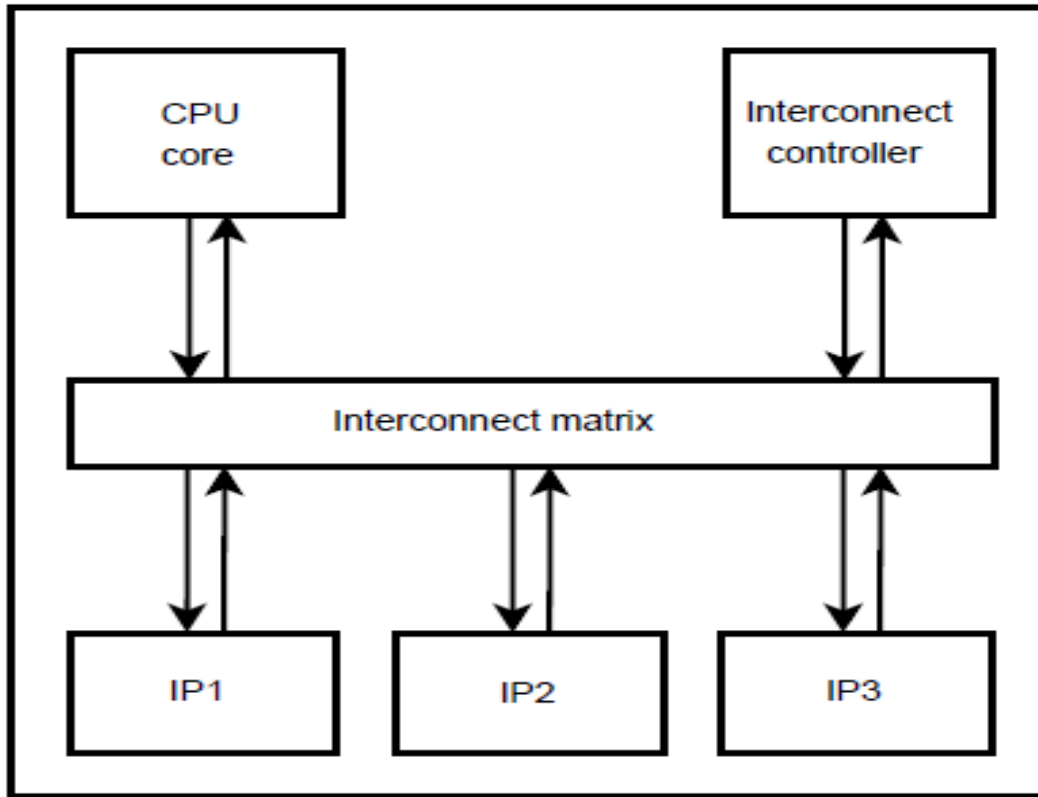 CPU
core
Interconnect
controller
Interconnect matrix
IP1
IP2
IP3